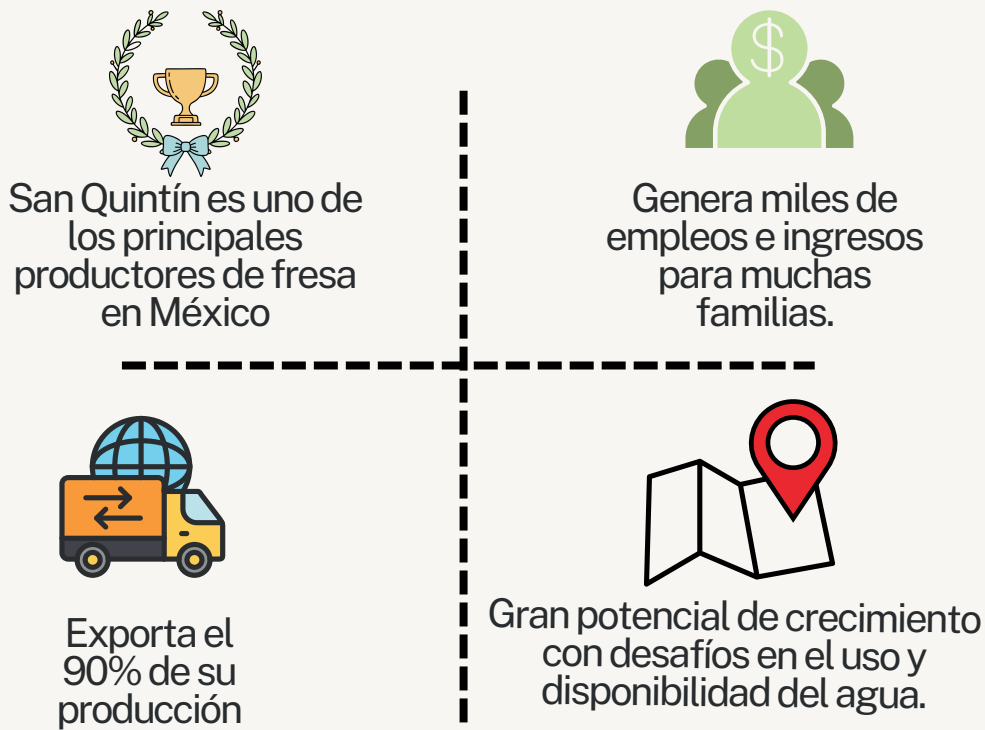 San Quintín es uno de
los principales
productores de fresa
en México
$
Genera miles de
empleos e ingresos
para muchas
familias.
Exporta el
90% de su
producción
Gran potencial de crecimiento
con desafíos en el uso y
disponibilidad del agua.